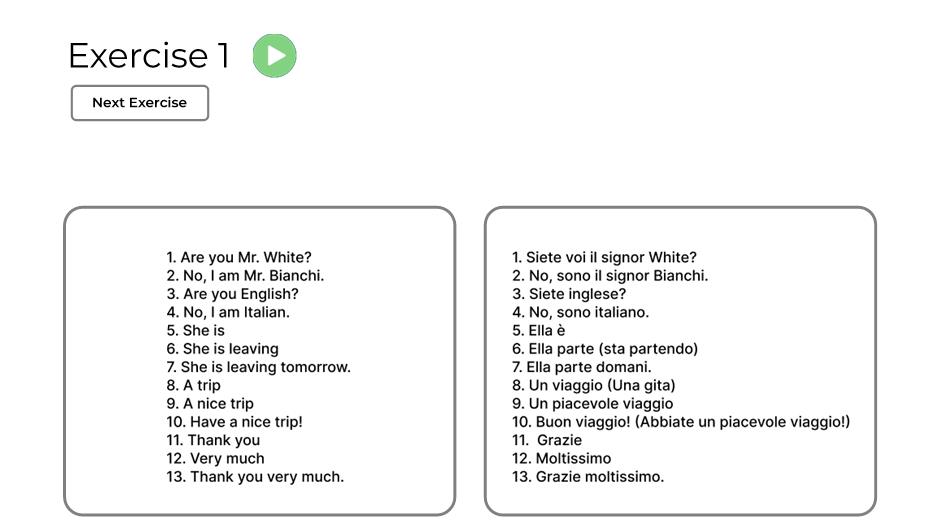 Exercise 1
Next Exercise
1. Are you Mr. White?
2. No, I am Mr. Bianchi.
3. Are you English?
4. No, I am Italian.
5. She is
6. She is leaving
7. She is leaving tomorrow.
8. A trip
9. A nice trip
10. Have a nice trip!
11. Thank you
12. Very much
13. Thank you very much.
1. Siete voi il signor White?
2. No, sono il signor Bianchi.
3. Siete inglese?
4. No, sono italiano.
5. Ella è
6. Ella parte (sta partendo)
7. Ella parte domani.
8. Un viaggio (Una gita)
9. Un piacevole viaggio
10. Buon viaggio! (Abbiate un piacevole viaggio!)
11.  Grazie
12. Moltissimo
13. Grazie moltissimo.